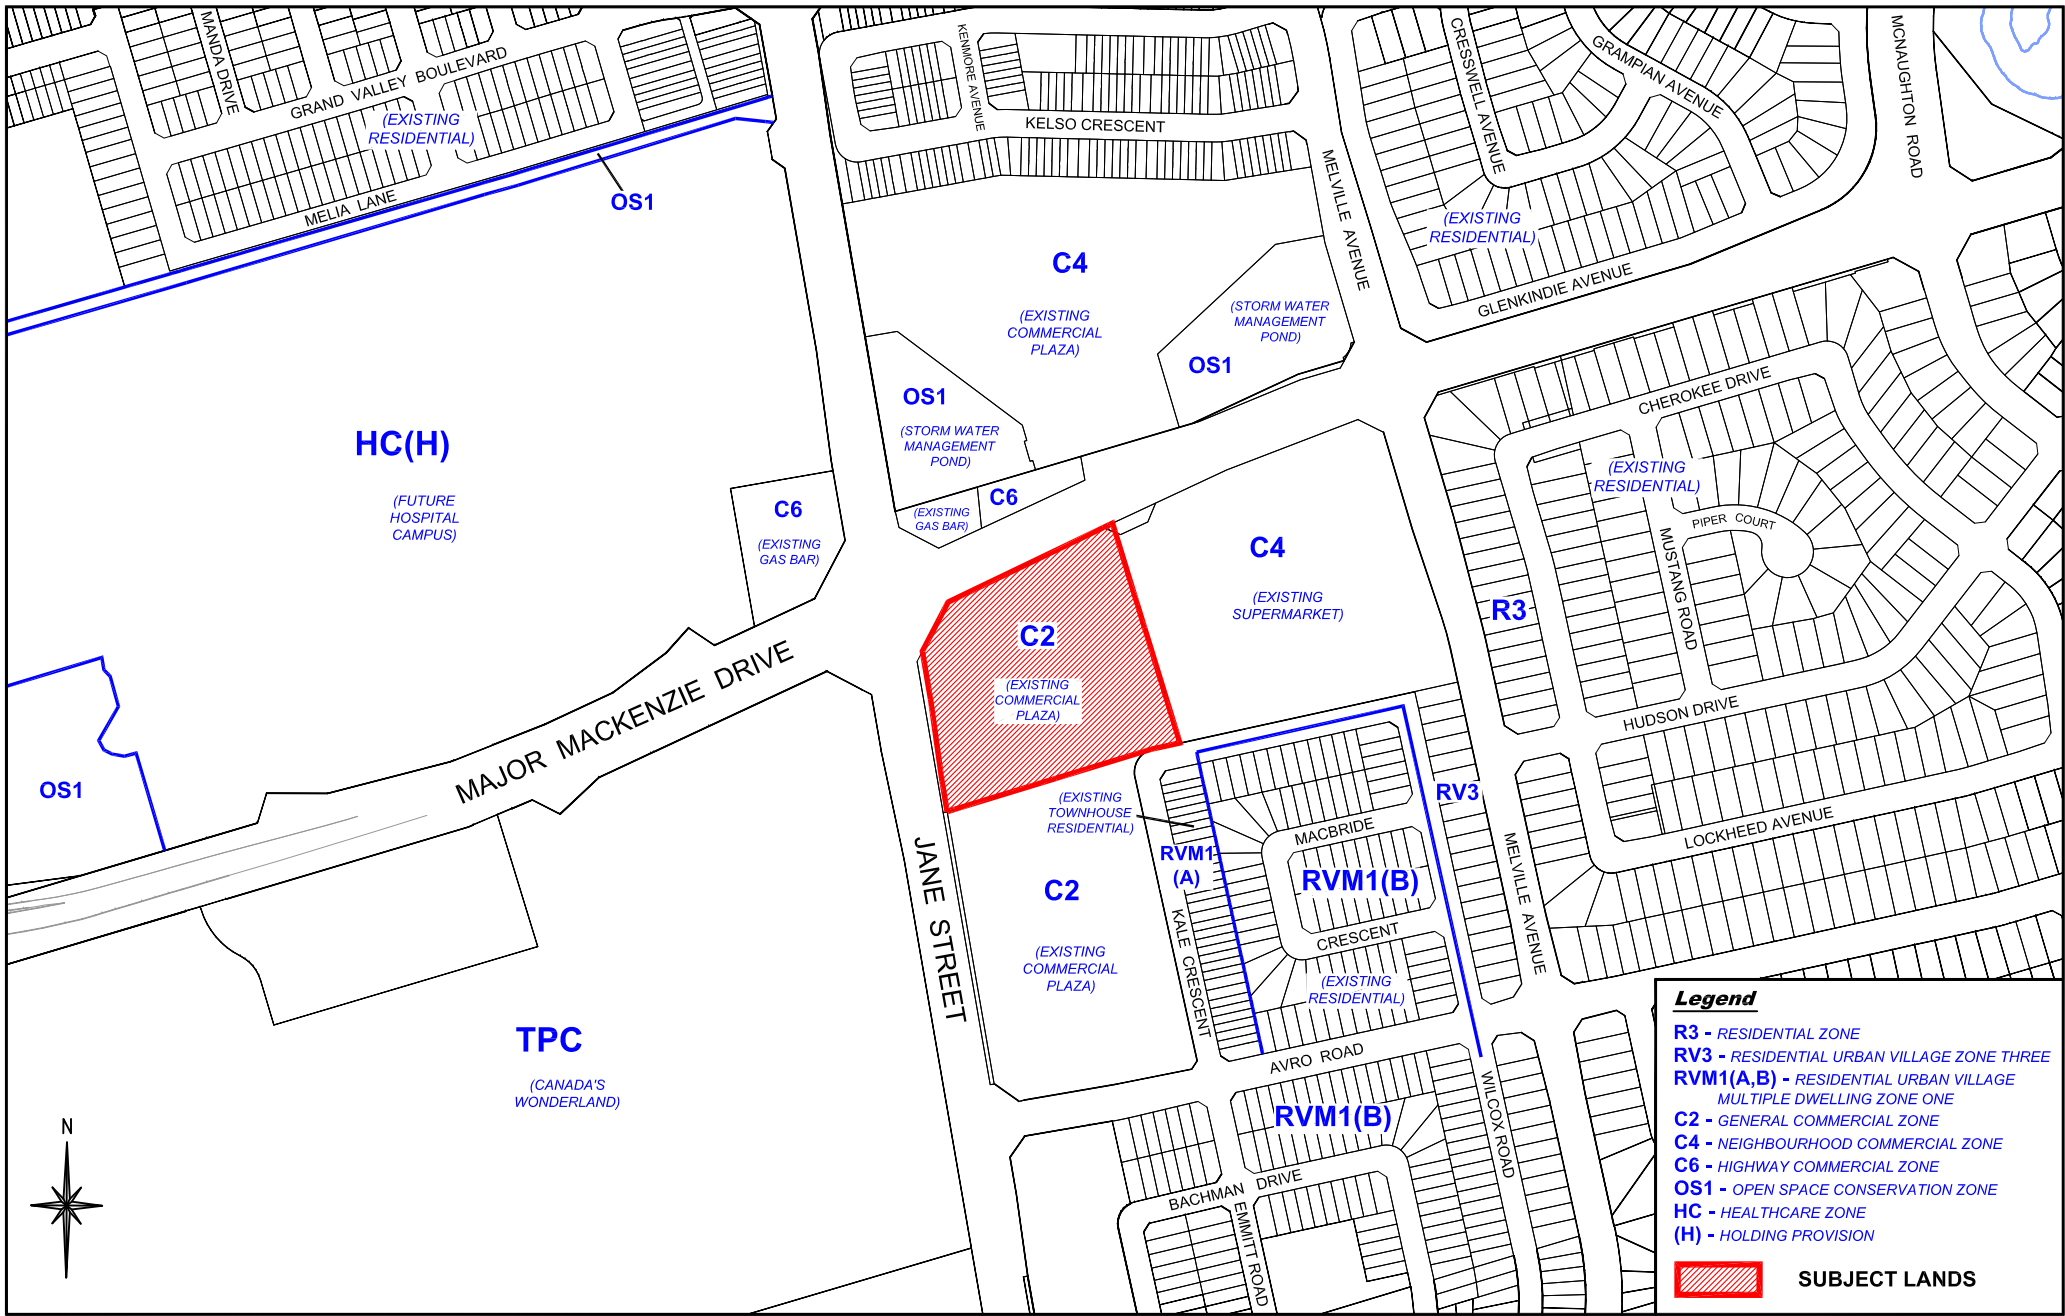 MANDA DRIVE
GRAND VALLEY BOULEVARD
(EXISTING
RESIDENTIAL)
MELIA LANE
OS1
KENMORE AVENUE
KELSO CRESCENT
MELVILLE AVENUE
CRESSWELL AVENUE
GRAMPIAN AVENUE
MCNAUGHTON ROAD
(EXISTING
RESIDENTIAL)
GLENKINDIE AVENUE
C4
(EXISTING
COMMERCIAL
PLAZA)
(STORM WATER
MANAGEMENT
POND)
OS1
OS1
(STORM WATER
MANAGEMENT
POND)
HC(H)
(FUTURE
HOSPITAL
CAMPUS)
C6
(EXISTING
GAS BAR)
C6
(EXISTING
GAS BAR)
CHEROKEE DRIVE
(EXISTING
RESIDENTIAL)
PIPER COURT
MUSTANG ROAD
C4
(EXISTING
SUPERMARKET)
R3
C2
(EXISTING
COMMERCIAL
PLAZA)
HUDSON DRIVE
MAJOR MACKENZIE DRIVE
OS1
(EXISTING
TOWNHOUSE
RESIDENTIAL)
RV3
MACBRIDE
LOCKHEED AVENUE
RVM1
(A)
RVM1(B)
JANE STREET
C2
(EXISTING
COMMERCIAL
PLAZA)
KALE CRESCENT
CRESCENT
(EXISTING
RESIDENTIAL)
MELVILLE AVENUE
TPC
(CANADA'S
WONDERLAND)
AVRO ROAD
RVM1(B)
WILCOX ROAD
BACHMAN DRIVE
EMMITT ROAD
N
Legend
R3 - RESIDENTIAL ZONE
RV3 - RESIDENTIAL URBAN VILLAGE ZONE THREE
RVM1(A,B) - RESIDENTIAL URBAN VILLAGE
MULTIPLE DWELLING ZONE ONE
C2 - GENERAL COMMERCIAL ZONE
C4 - NEIGHBOURHOOD COMMERCIAL ZONE
C6 - HIGHWAY COMMERCIAL ZONE
OS1 - OPEN SPACE CONSERVATION ZONE
HC - HEALTHCARE ZONE
(H) - HOLDING PROVISION
SUBJECT LANDS